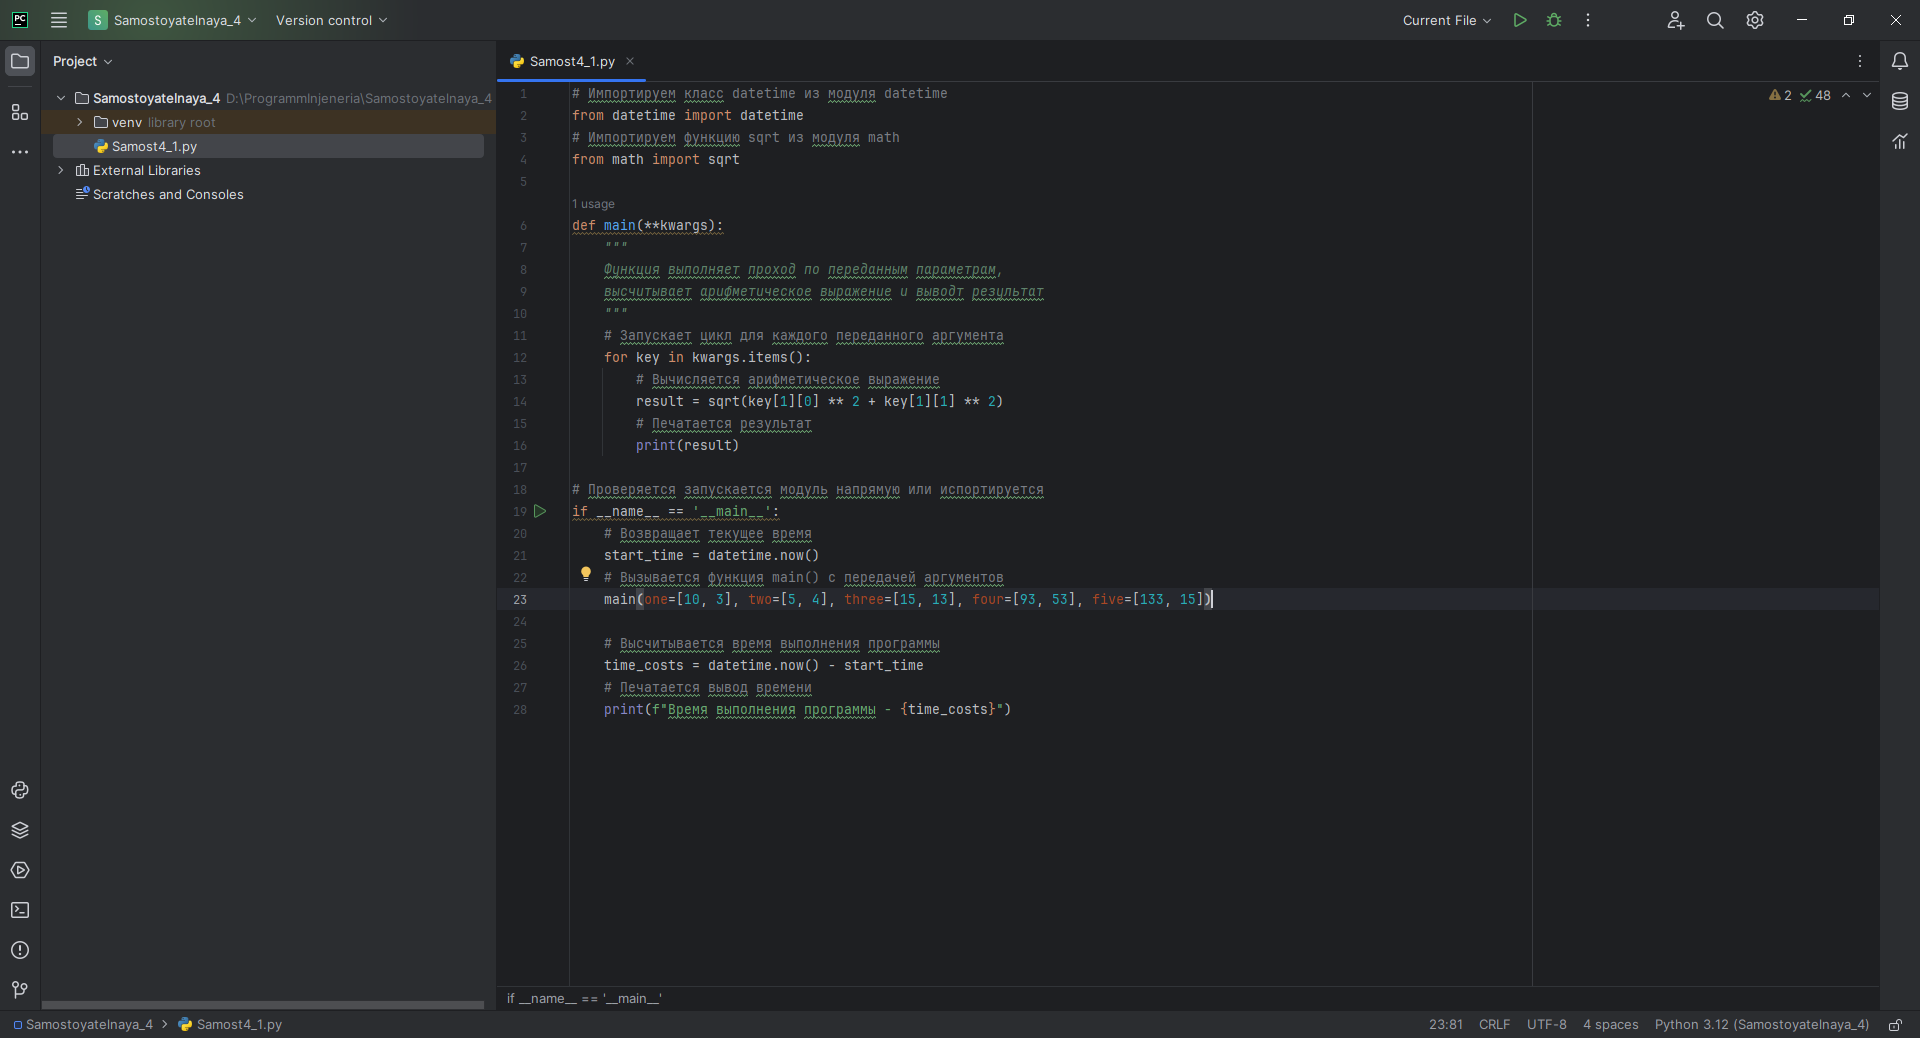 PC
S Samostoyatelnaya_4 Version control Current File
Project
Samost4_1.py
Samostoyatelnaya_4 D:\ProgrammInjeneria\Samostoyatelnaya_4
venv library root
Samost4_1.py
External Libraries
Scratches and Consoles
2 48
1 # Импортируем класс datetime из модуля datetime
2 from datetime import datetime
3 # Импортируем функцию sqrt из модуля math
4 from math import sqrt
5
1 usage
6 def main(**kwargs):
7 """
8 Функция выполняет проход по переданным параметрам,
9 высчитывает арифметическое выражение и выводт результат
10 """
11 # Запускает цикл для каждого переданного аргумента
12 for key in kwargs.items():
13 # Вычисляется арифметическое выражение
14 result = sqrt(key[1][0] ** 2 + key[1][1] ** 2)
15 # Печатается результат
16 print(result)
17
18 # Проверяется запускается модуль напрямую или испортируется
19 if __name__ == '__main__':
20 # Возвращает текущее время
21 start_time = datetime.now()
22 # Вызывается функция main() с передачей аргументов
23 main(one=[10, 3], two=[5, 4], three=[15, 13], four=[93, 53], five=[133, 15])
24
25 # Высчитывается время выполнения программы
26 time_costs = datetime.now() - start_time
27 # Печатается вывод времени
28 print(f"Время выполнения программы - {time_costs}")
if __name__ == '__main__'
Samostoyatelnaya_4 Samost4_1.py 23:81 CRLF UTF-8 4 spaces Python 3.12 (Samostoyatelnaya_4)